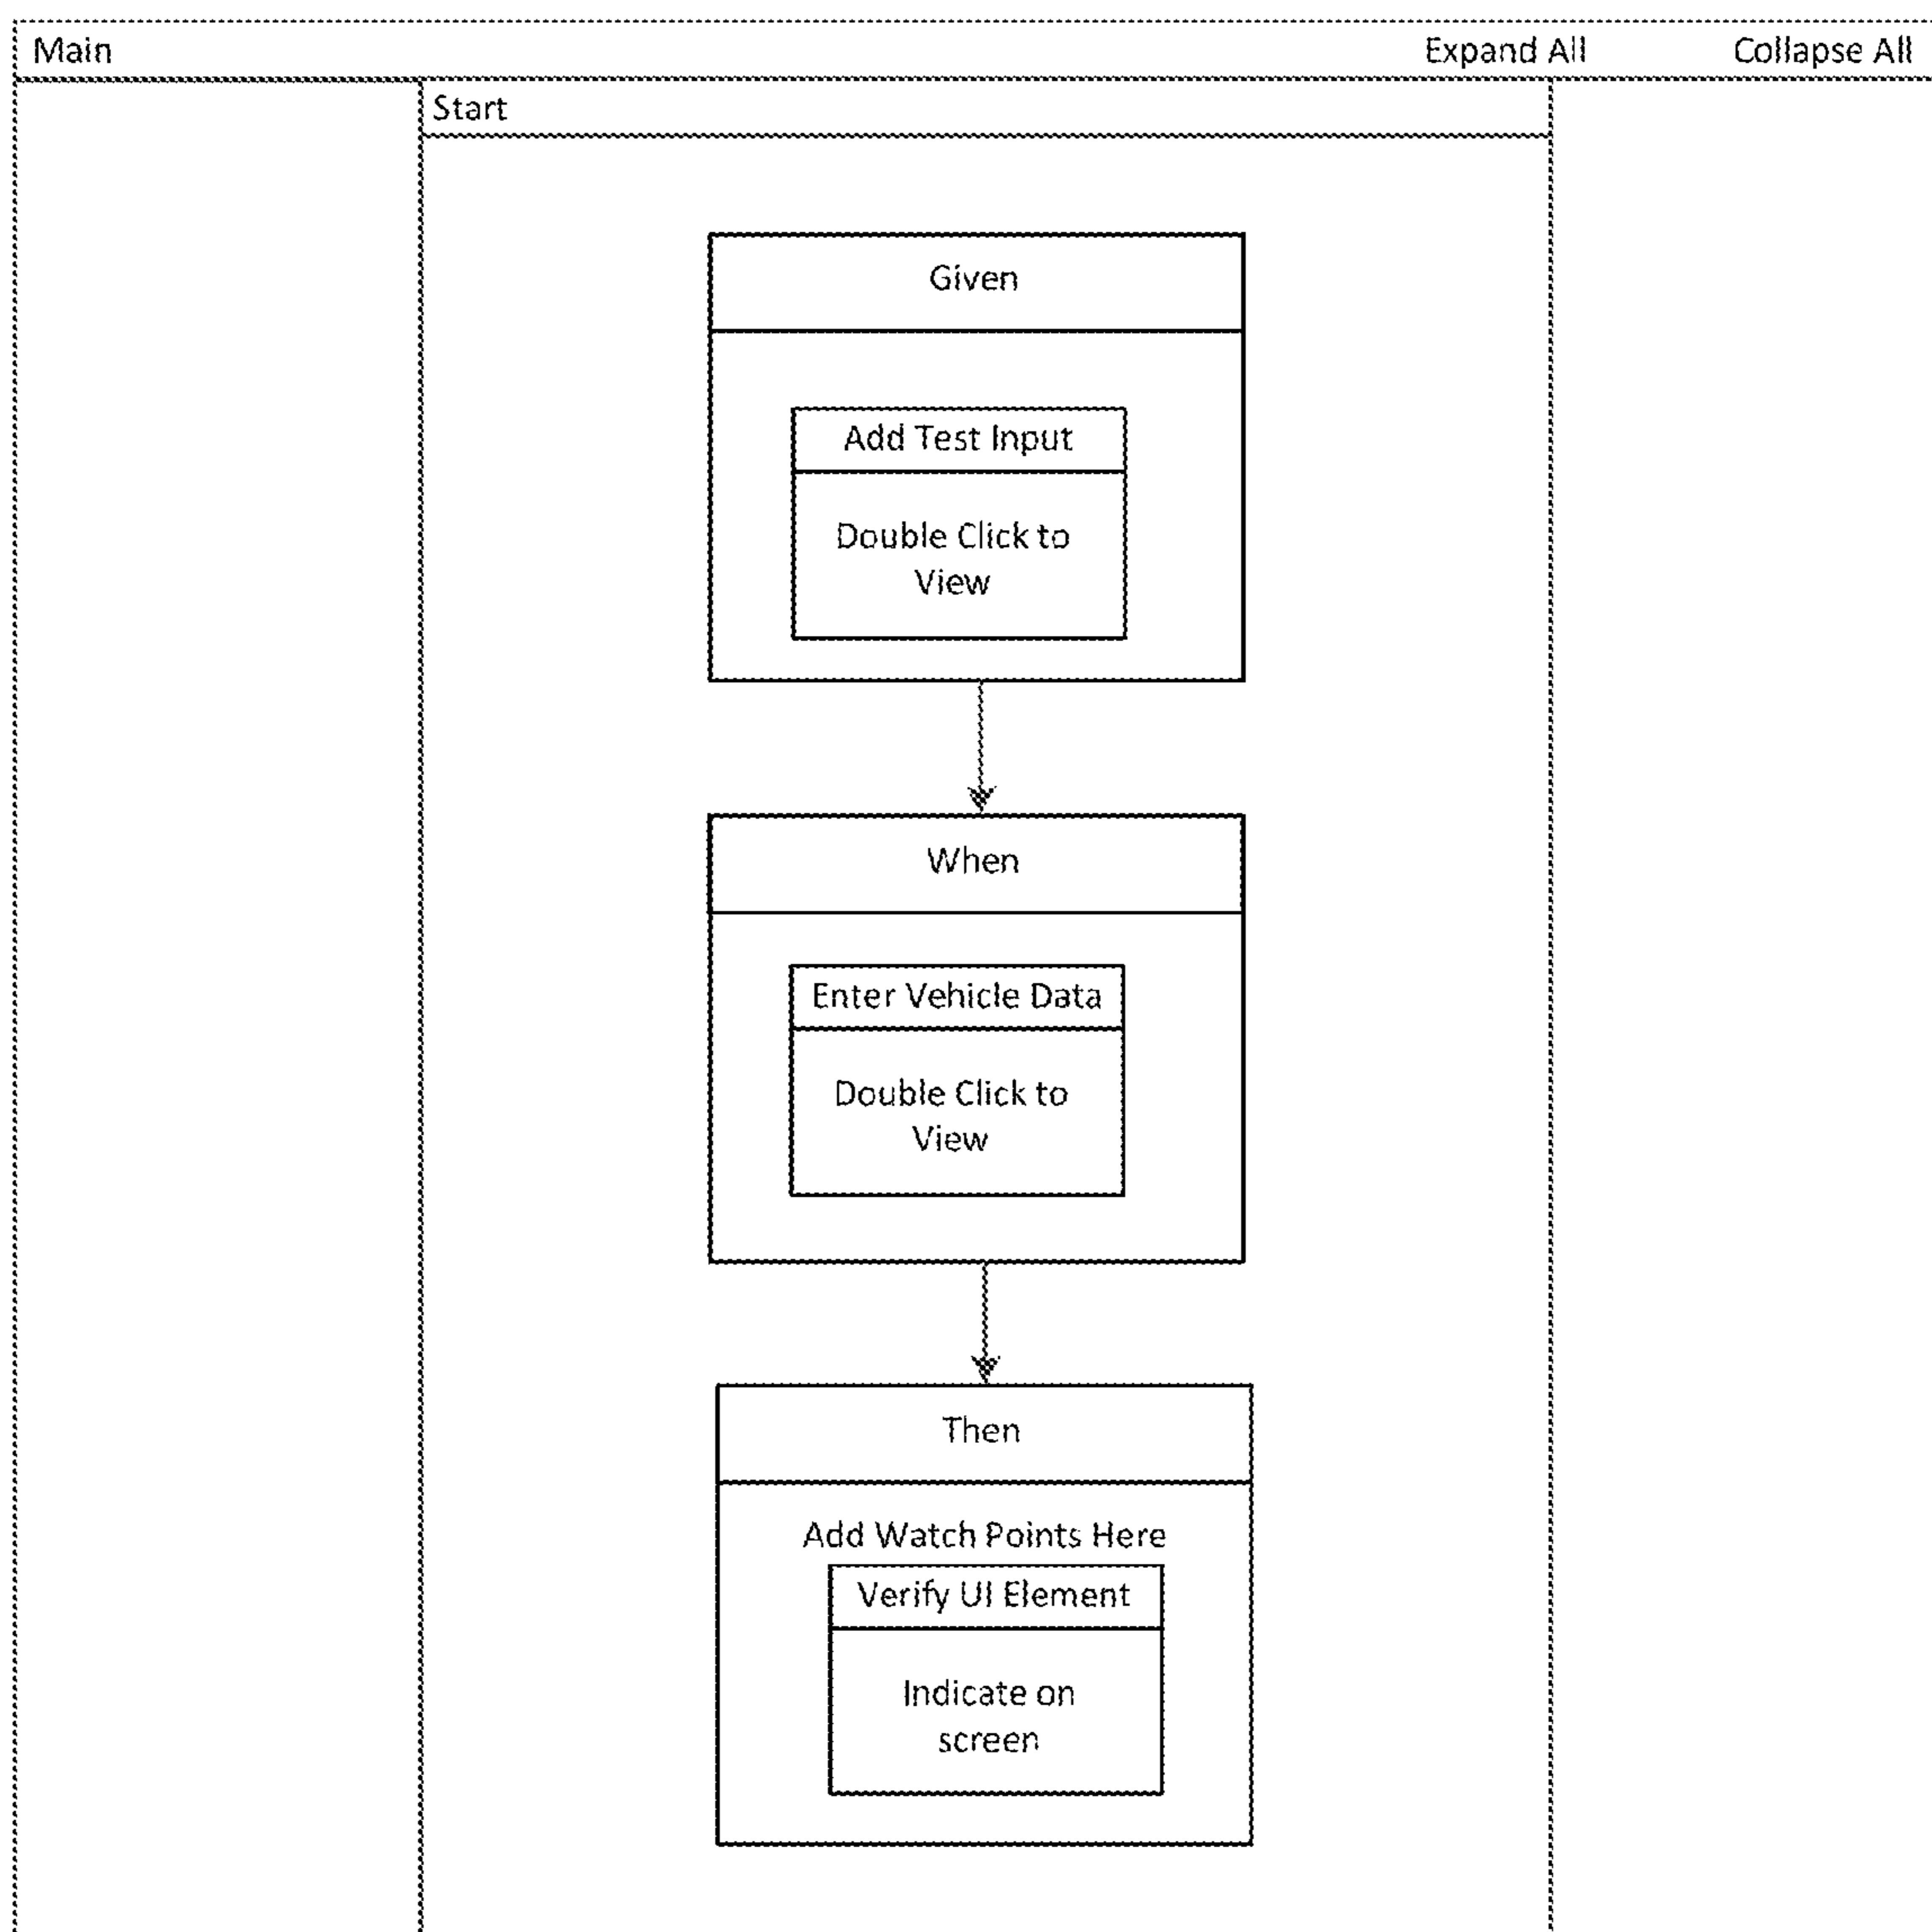 Main Expand All Collapse All
Start
Given
Add Test Input
Double Click to
View
When
Enter Vehicle Data
Double Click to
View
Then
Add Watch Points Here
Verify UI Element
Indicate on
screen